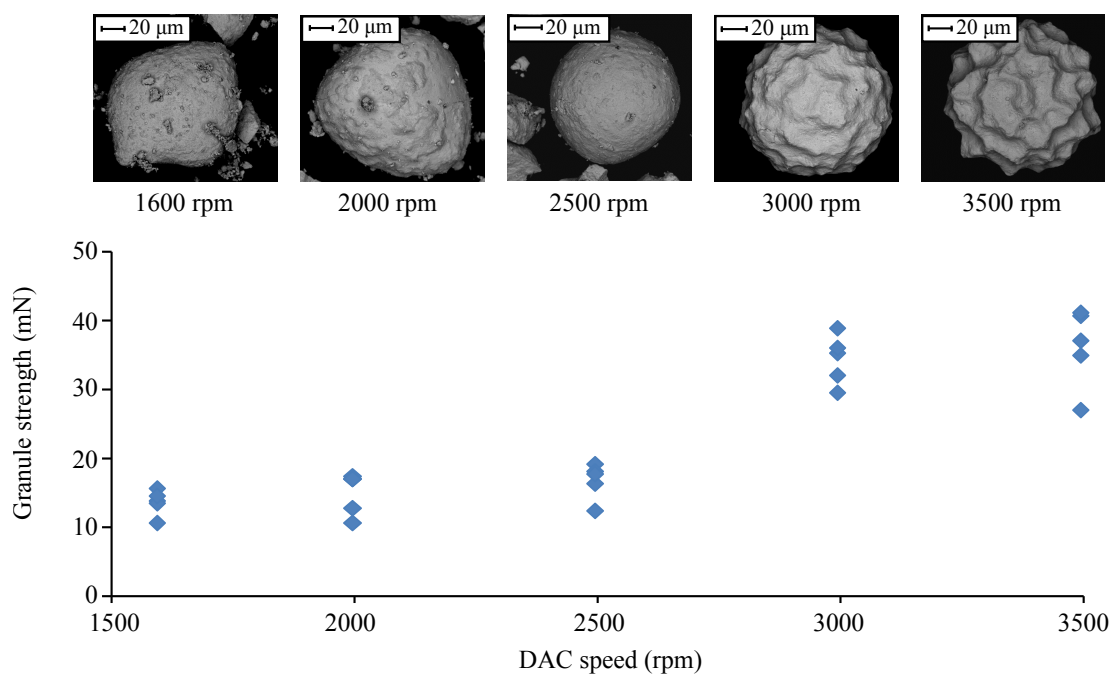 20 μm 20 μm 20 μm 20 μm 20 μm
1600 rpm 2000 rpm 2500 rpm 3000 rpm 3500 rpm
50
40
30
20
10
0
Granule strength (mN)
1500 2000 2500 3000 3500
DAC speed (rpm)